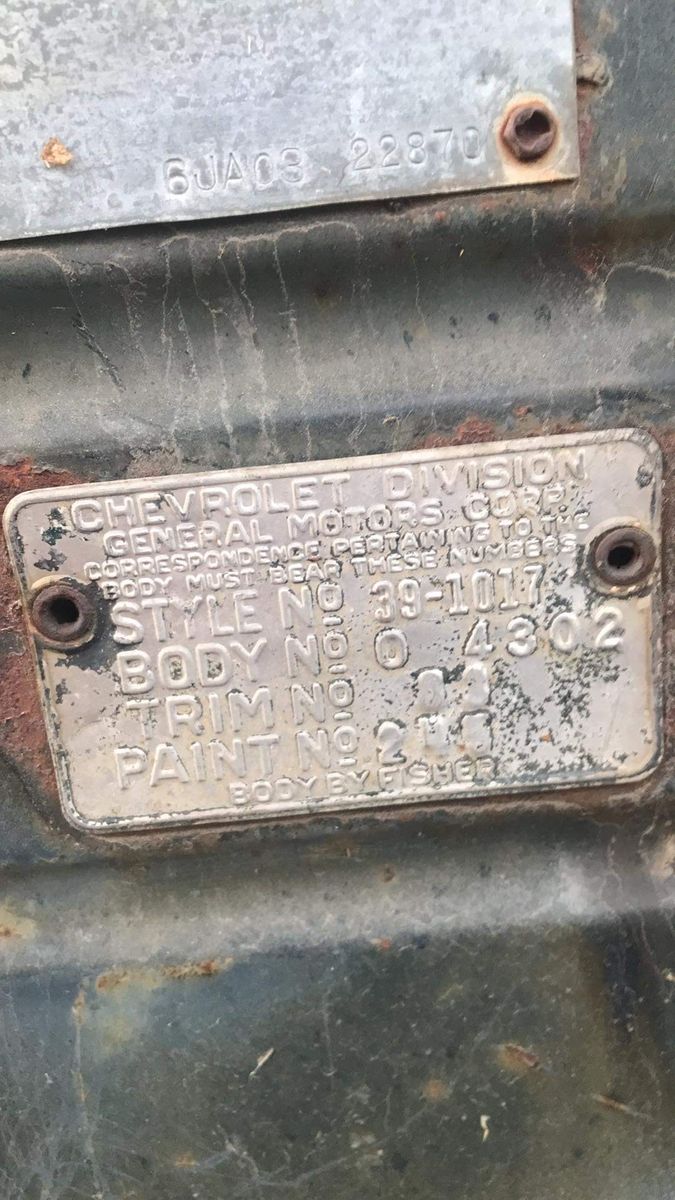 6JA03 22870
CHEVROLET DIVISION
GENERAL MOTORS CORP.
CORRESPONDENCE PERTAINING TO THE
BODY MUST BEAR THESE NUMBERS
STYLE No 39-1017
BODY No O 4302
TRIM No
PAINT No
BODY BY FISHER